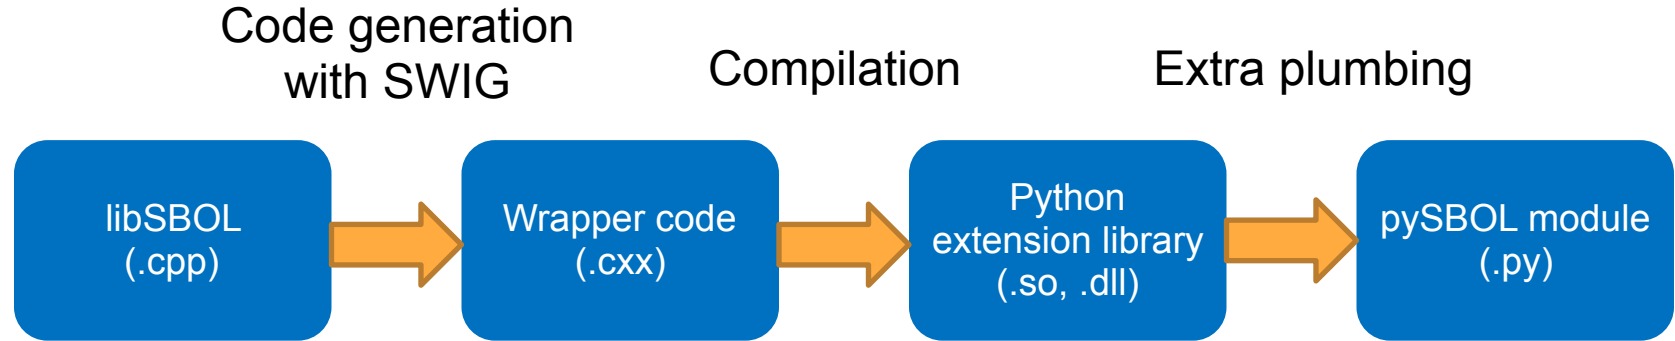 Code generation
with SWIG
Compilation
Extra plumbing
libSBOL
(.cpp)
Wrapper code
(.cxx)
Python
extension library
(.so, .dll)
pySBOL module
(.py)